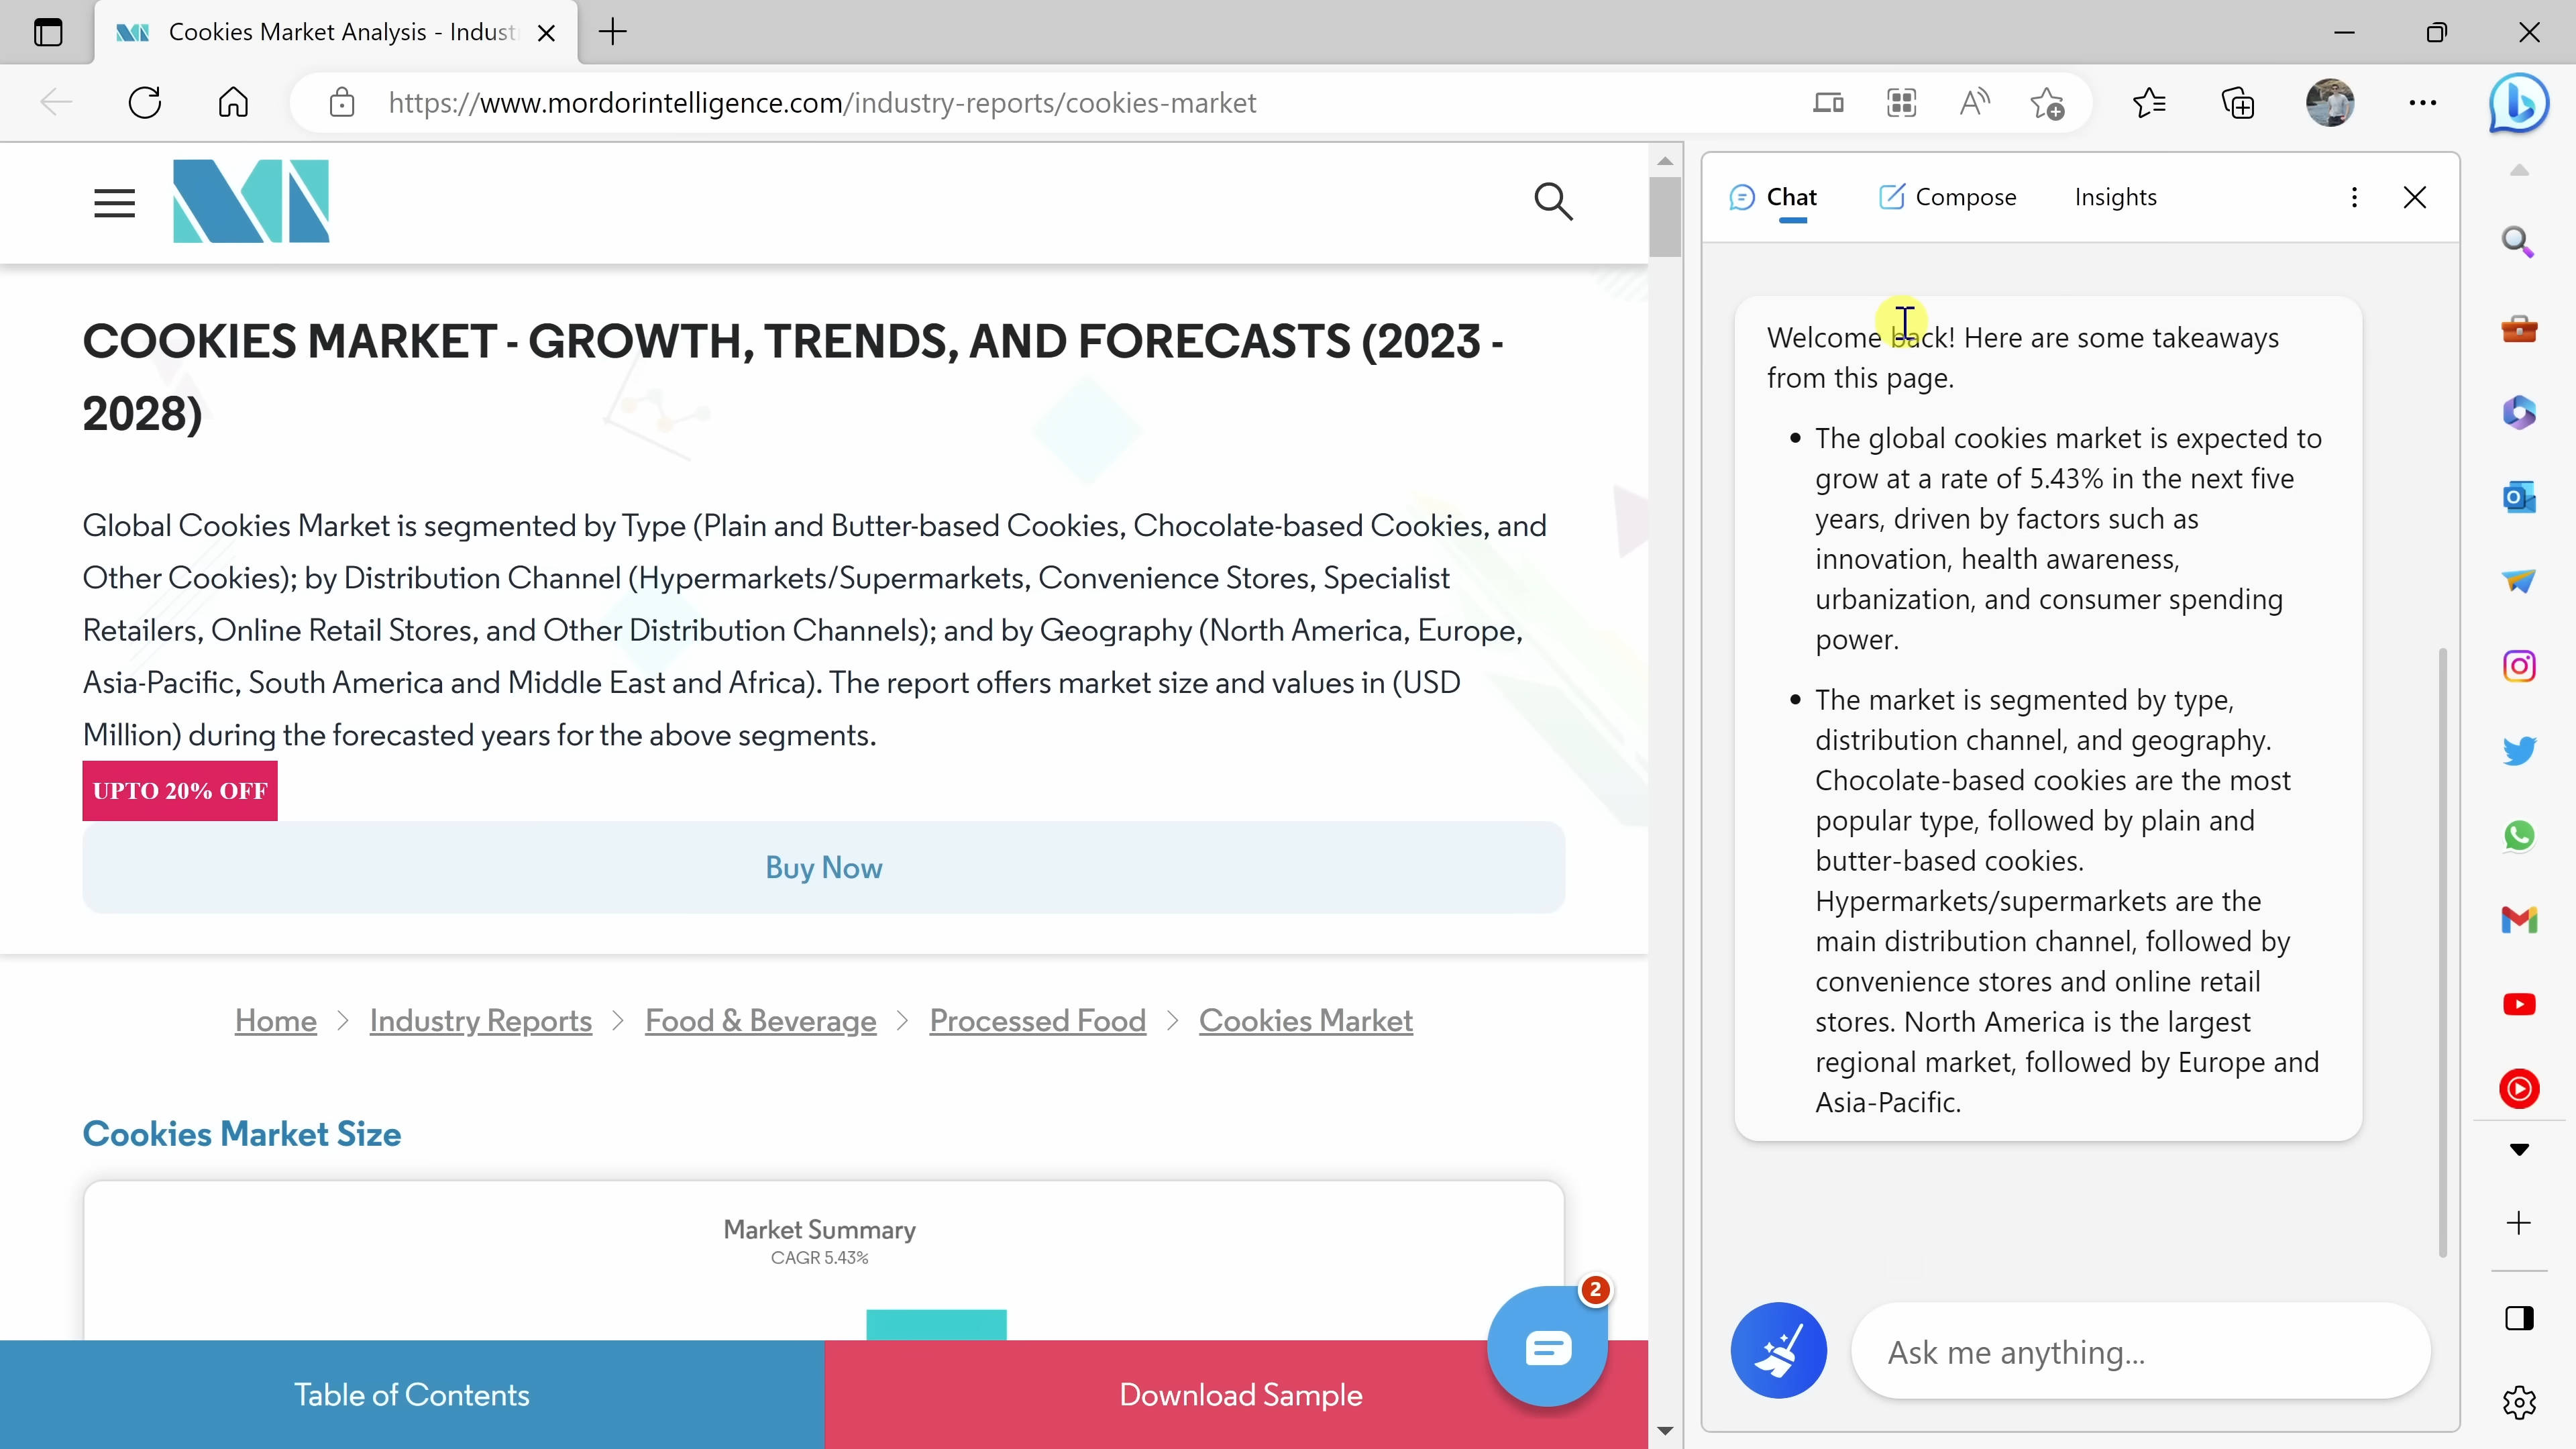 Cookies Market Analysis - Indust
https://www.mordorintelligence.com/industry-reports/cookies-market
COOKIES MARKET - GROWTH, TRENDS, AND FORECASTS (2023 -
2028)
Global Cookies Market is segmented by Type (Plain and Butter-based Cookies, Chocolate-based Cookies, and
Other Cookies); by Distribution Channel (Hypermarkets/Supermarkets, Convenience Stores, Specialist
Retailers, Online Retail Stores, and Other Distribution Channels); and by Geography (North America, Europe,
Asia-Pacific, South America and Middle East and Africa). The report offers market size and values in (USD
Million) during the forecasted years for the above segments.
UPTO 20% OFF
Buy Now
Home > Industry Reports > Food & Beverage > Processed Food > Cookies Market
Cookies Market Size
Market Summary
CAGR 5.43%
2
Table of Contents
Download Sample
Chat
Compose
Insights
Welcome back! Here are some takeaways
from this page.
• The global cookies market is expected to
grow at a rate of 5.43% in the next five
years, driven by factors such as
innovation, health awareness,
urbanization, and consumer spending
power.
• The market is segmented by type,
distribution channel, and geography.
Chocolate-based cookies are the most
popular type, followed by plain and
butter-based cookies.
Hypermarkets/supermarkets are the
main distribution channel, followed by
convenience stores and online retail
stores. North America is the largest
regional market, followed by Europe and
Asia-Pacific.
Ask me anything...